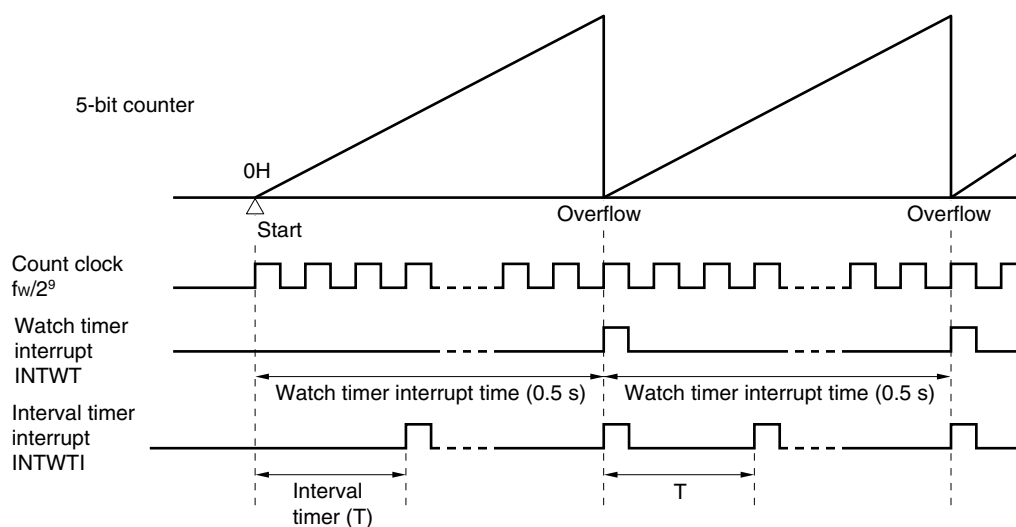 5-bit counter
0H
Start
Overflow
Overflow
Count clock
fW/2⁹
Watch timer
interrupt
INTWT
Watch timer interrupt time (0.5 s)
Watch timer interrupt time (0.5 s)
Interval timer
interrupt
INTWTI
Interval
timer (T)
T